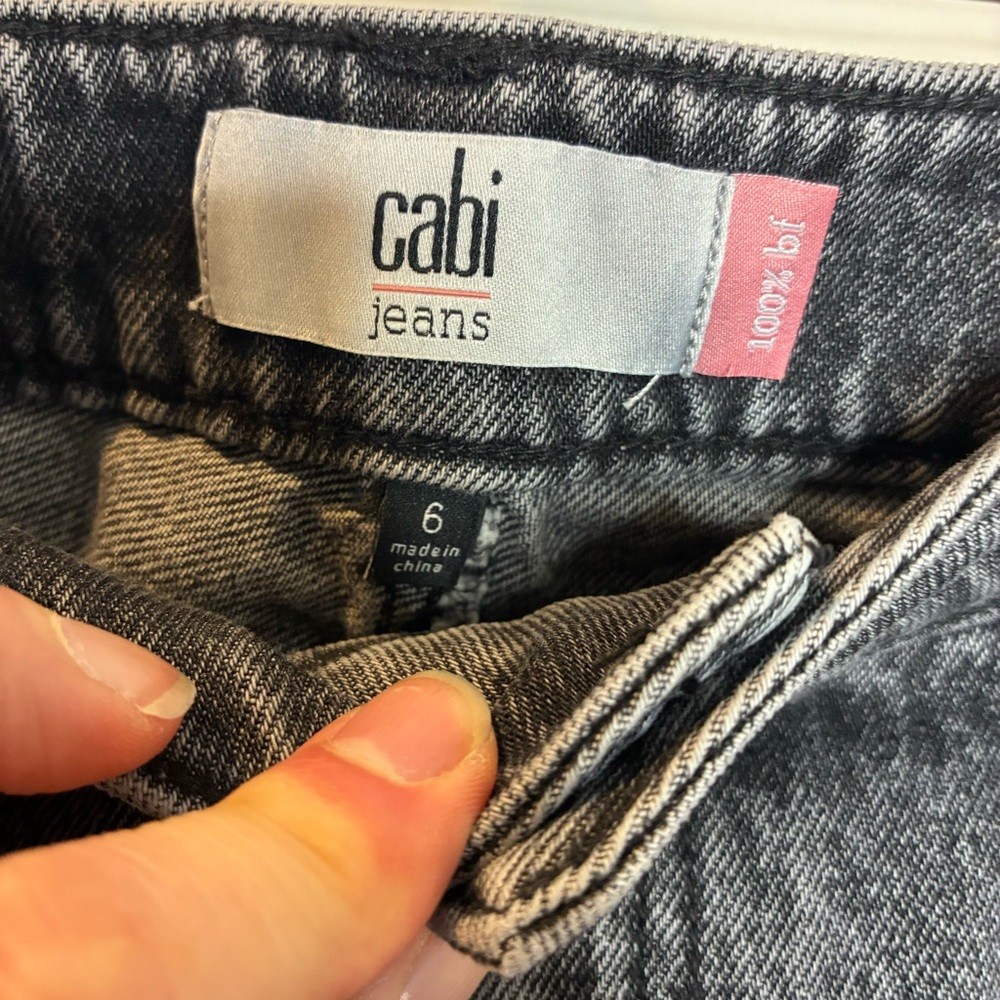 cabi
jeans
100% bf
6
made in
china